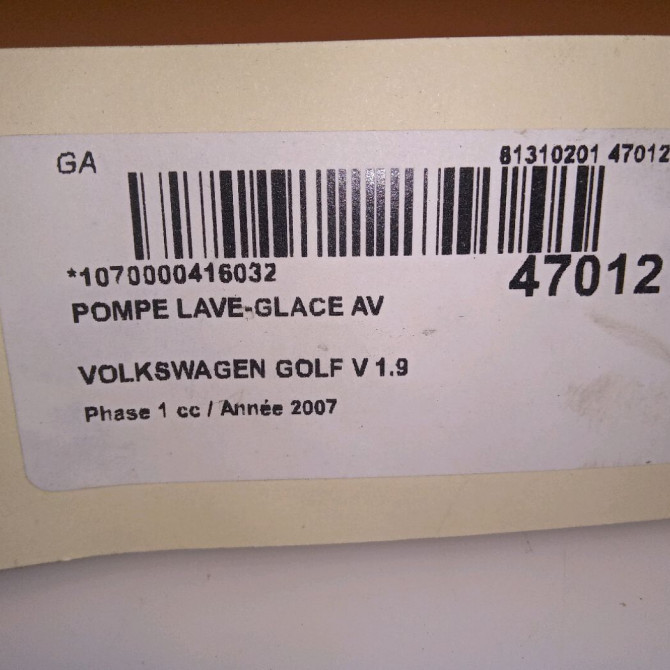 GA
81310201 47012
*1070000416032
47012
POMPE LAVE-GLACE AV
VOLKSWAGEN GOLF V 1.9
Phase 1 cc / Année 2007